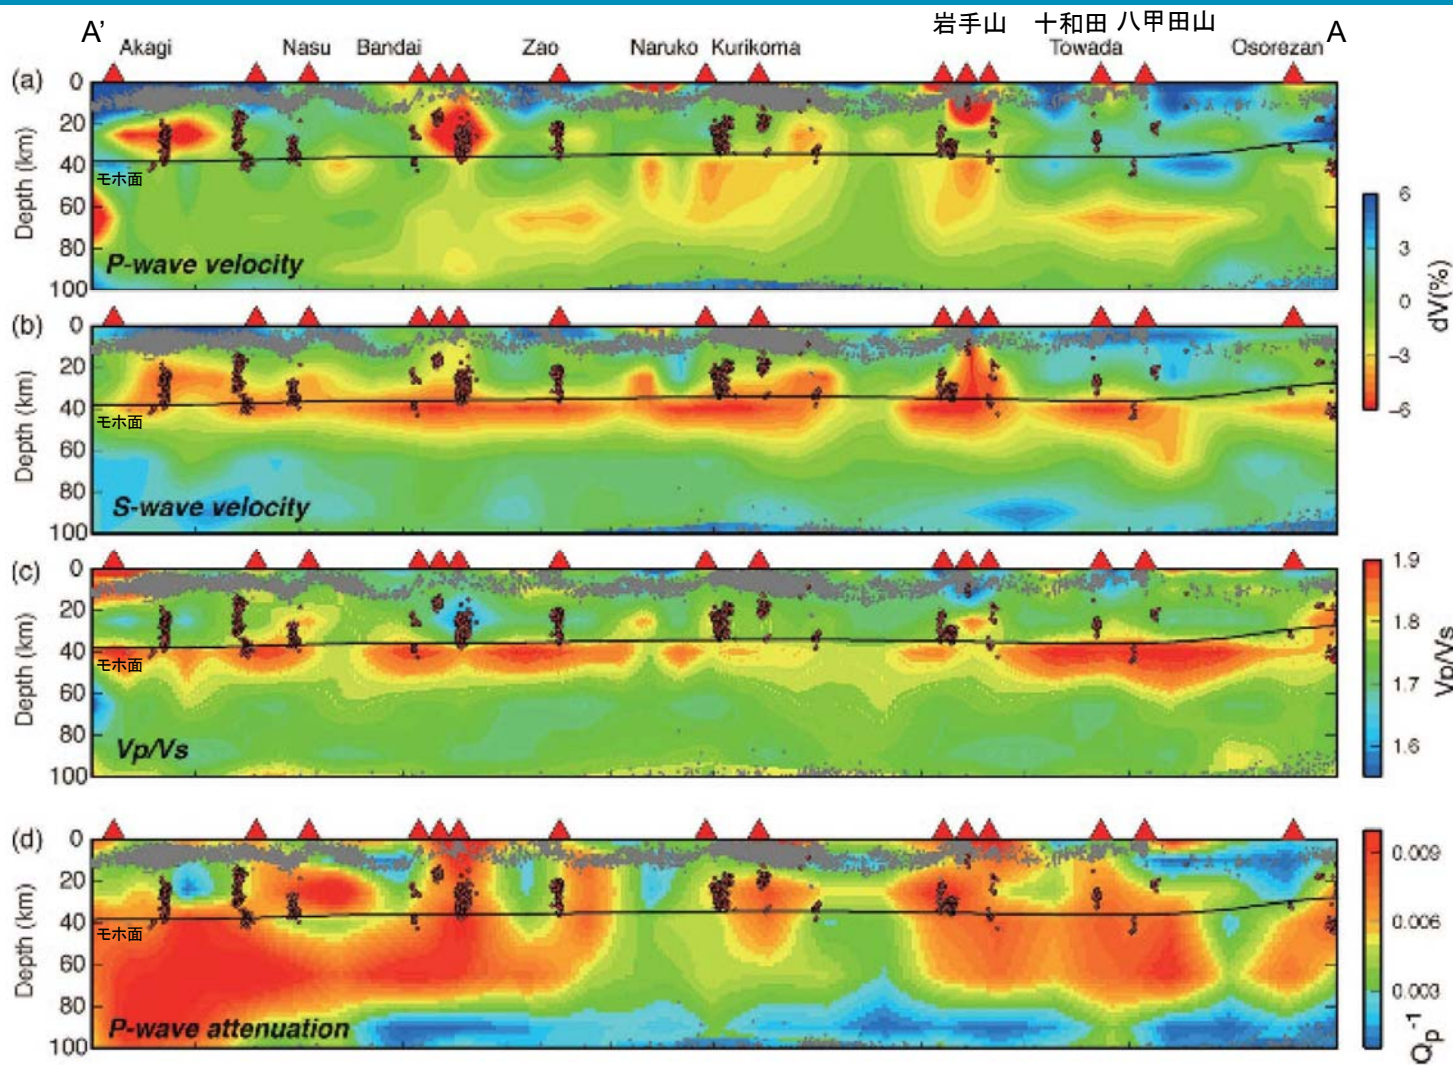 岩手山 十和田 八甲田山
A' A
Akagi Nasu Bandai Zao Naruko Kurikoma Towada Osorezan
(a)
0
20
40
60
80
100
Depth (km)
モホ面
P-wave velocity
6
3
0
−3
−6
dV(%)
(b)
0
20
40
60
80
100
Depth (km)
モホ面
S-wave velocity
(c)
0
20
40
60
80
100
Depth (km)
モホ面
Vp/Vs
1.9
1.8
1.7
1.6
Vp/Vs
(d)
0
20
40
60
80
100
Depth (km)
モホ面
P-wave attenuation
0.009
0.006
0.003
Qp⁻¹